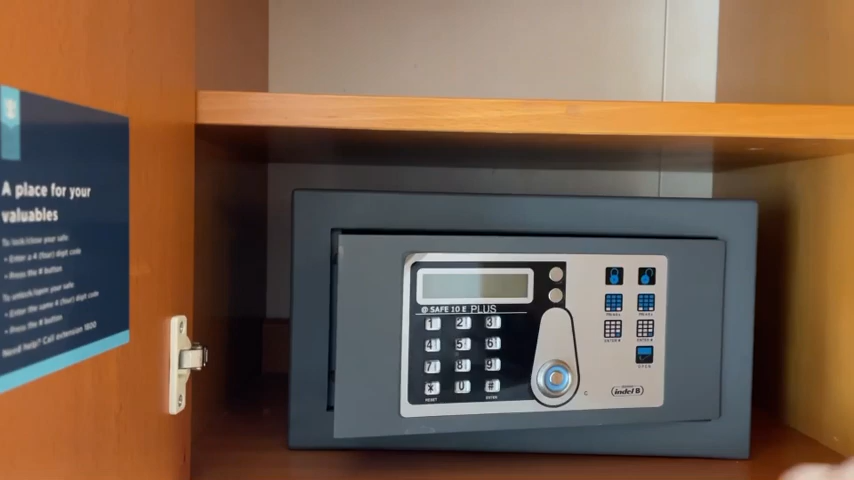 A place for your
valuables
To lock/close your safe
• Enter a 4 (four) digit code
• Press the # button
To unlock/open your safe
• Enter the same 4 (four) digit code
• Press the # button
Need help? Call extension 1600
@ SAFE 10 E PLUS
1 2 3
4 5 6
7 8 9
* 0 #
RESET ENTER
C
OPEN
indel B